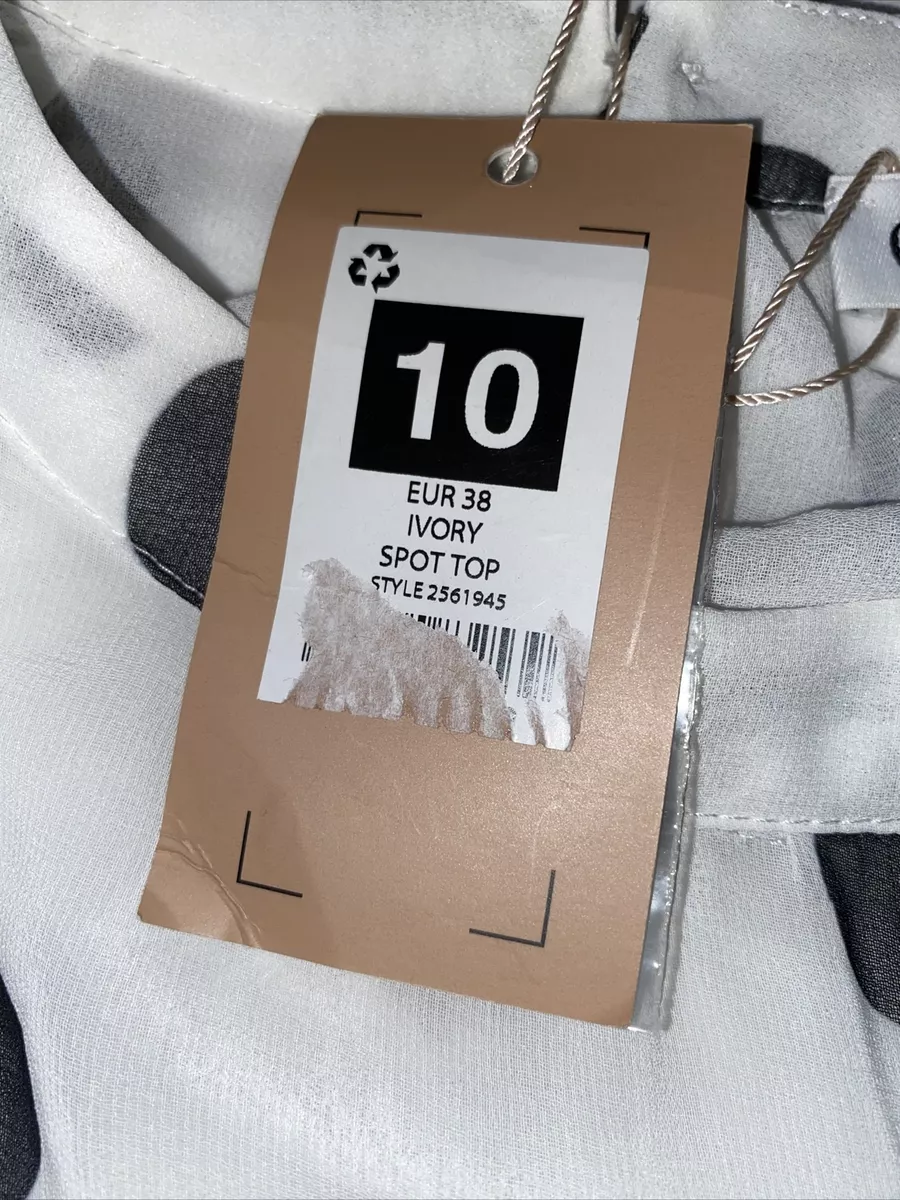 10
EUR 38
IVORY
SPOT TOP
STYLE 2561945